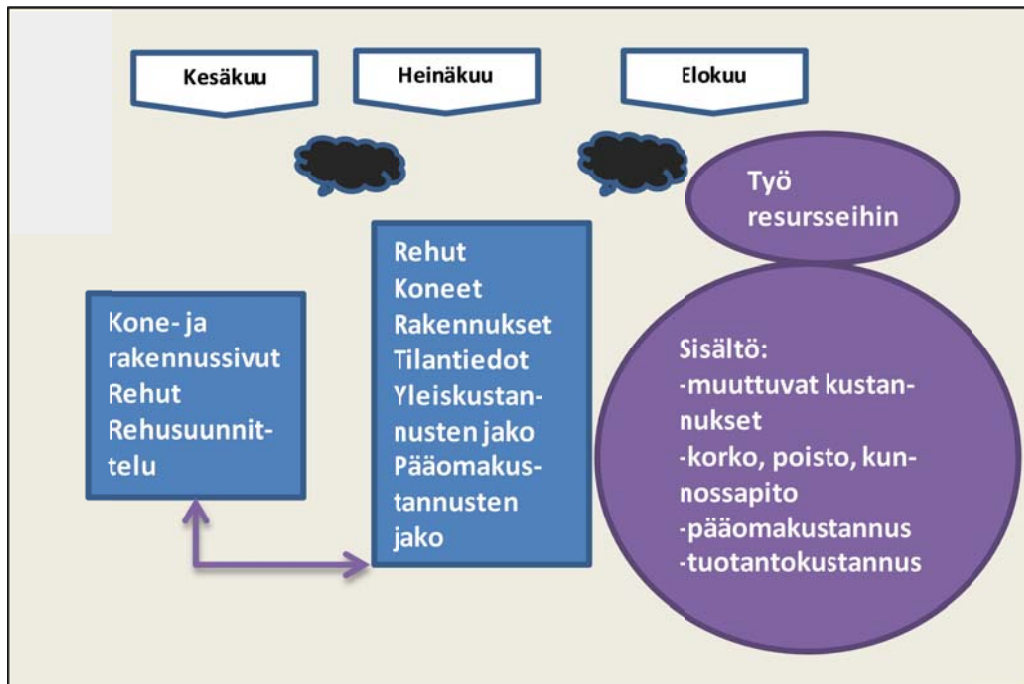 Kesäkuu
Heinäkuu
Elokuu
Kone- ja
rakennussivut
Rehut
Rehusuunnit-
telu
Rehut
Koneet
Rakennukset
Tilantiedot
Yleiskustan-
nusten jako
Pääomakus-
tannusten
jako
Työ
resursseihin
Sisältö:
-muuttuvat kustan-
nukset
-korko, poisto, kun-
nossapito
-pääomakustannus
-tuotantokustannus